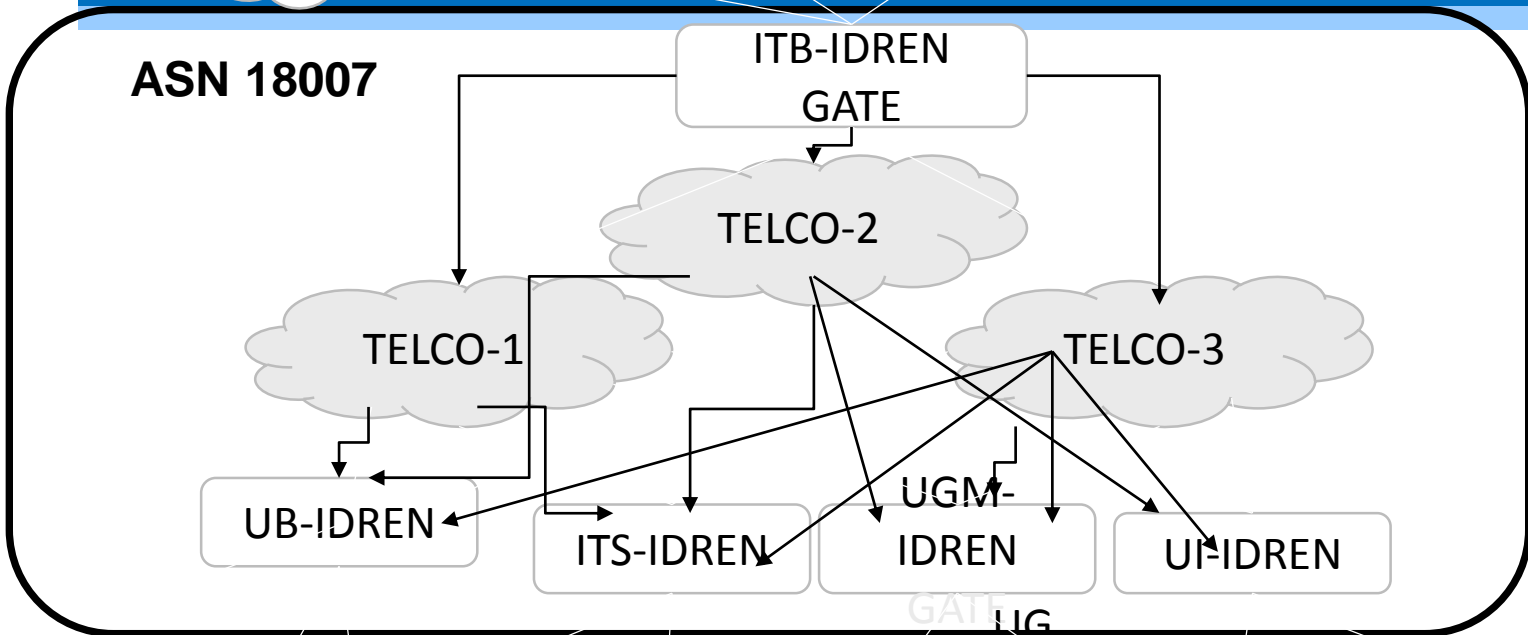 ASN 18007
ITB-IDREN
GATE
TELCO-2
TELCO-1
TELCO-3
UB-IDREN
ITS-IDREN
UGM-
IDREN
UI-IDREN
GATE
UG